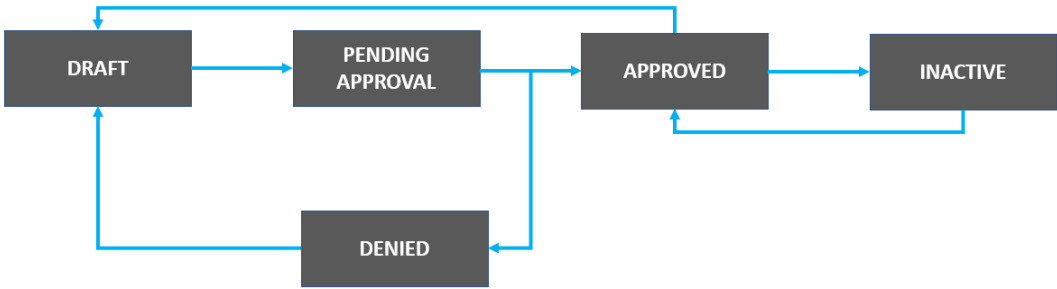 DRAFT
PENDING
APPROVAL
APPROVED
INACTIVE
DENIED